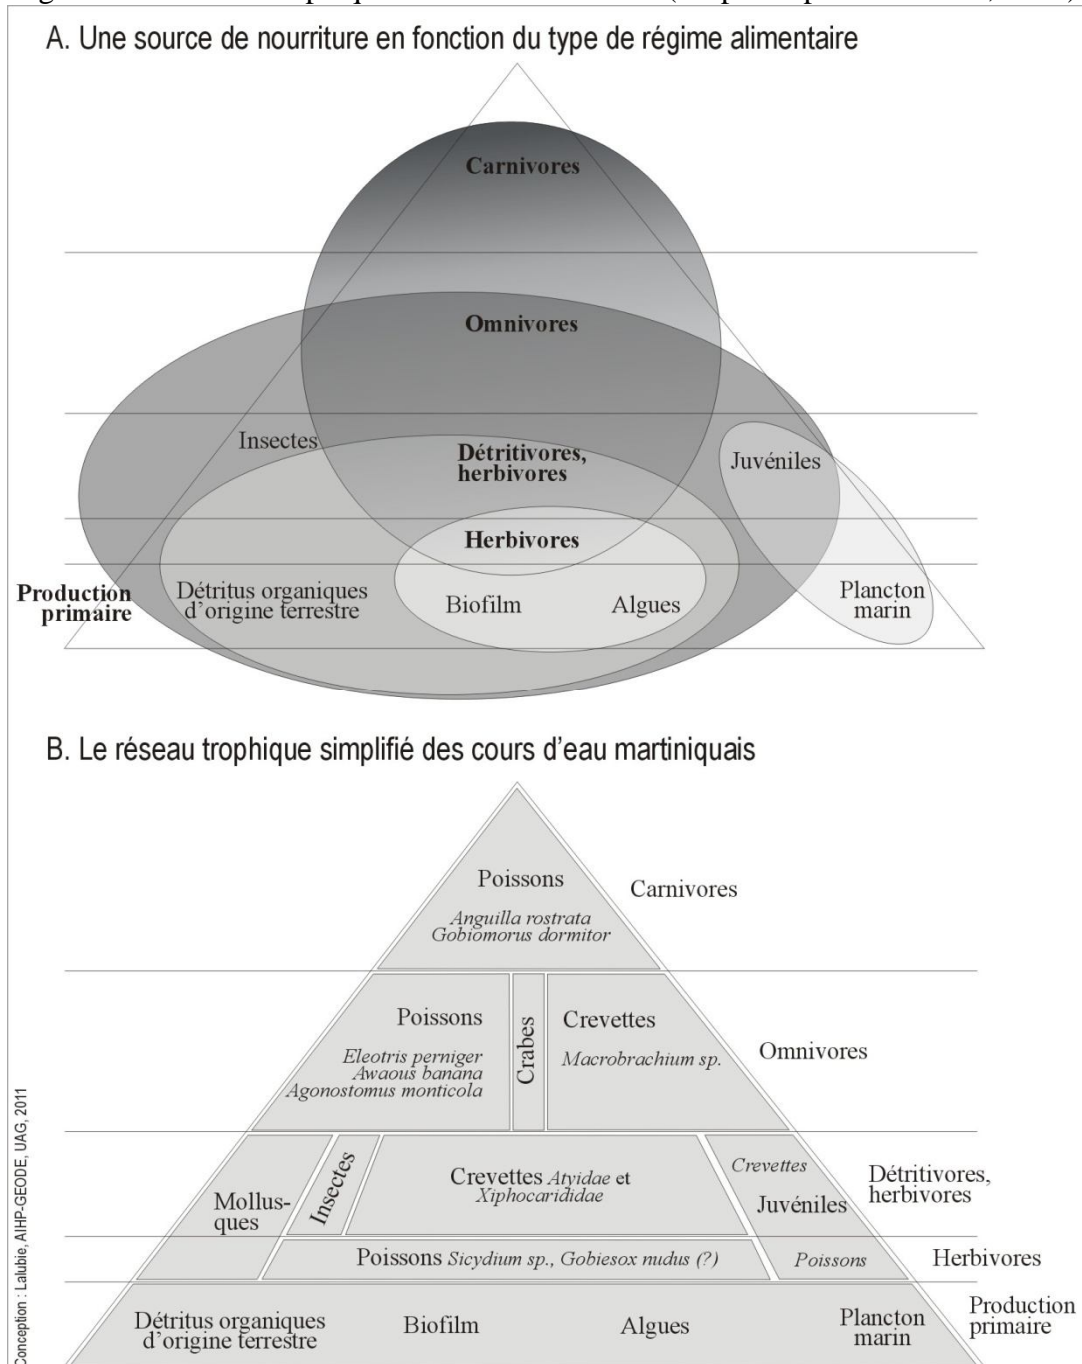 A. Une source de nourriture en fonction du type de régime alimentaire
Carnivores
Omnivores
Insectes
Détritivores,
herbivores
Juvéniles
Herbivores
Production
primaire
Détritus organiques
d'origine terrestre
Biofilm
Algues
Plancton
marin
B. Le réseau trophique simplifié des cours d'eau martiniquais
Poissons
Anguilla rostrata
Gobiomorus dormitor
Carnivores
Poissons
Eleotris perniger
Awaous banana
Agonostomus monticola
Crabes
Crevettes
Macrobrachium sp.
Omnivores
Mollus-
ques
Insectes
Crevettes Atyidae et
Xiphocarididae
Crevettes
Juvéniles
Détritivores,
herbivores
Poissons Sicydium sp., Gobiesox nudus (?)
Poissons
Herbivores
Détritus organiques
d'origine terrestre
Biofilm
Algues
Plancton
marin
Production
primaire
Conception : Lalubie, AIHP-GEODE, UAG, 2011